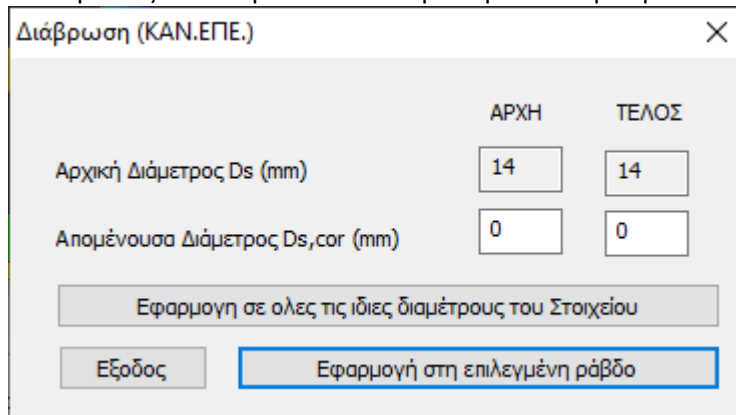 Διάβρωση (ΚΑΝ.ΕΠΕ.)
ΑΡΧΗ ΤΕΛΟΣ
Αρχική Διάμετρος Ds (mm) 14 14
Απομένουσα Διάμετρος Ds,cor (mm) 0 0
Εφαρμογη σε ολες τις ιδιες διαμέτρους του Στοιχείου
Εξοδος Εφαρμογή στη επιλεγμένη ράβδο